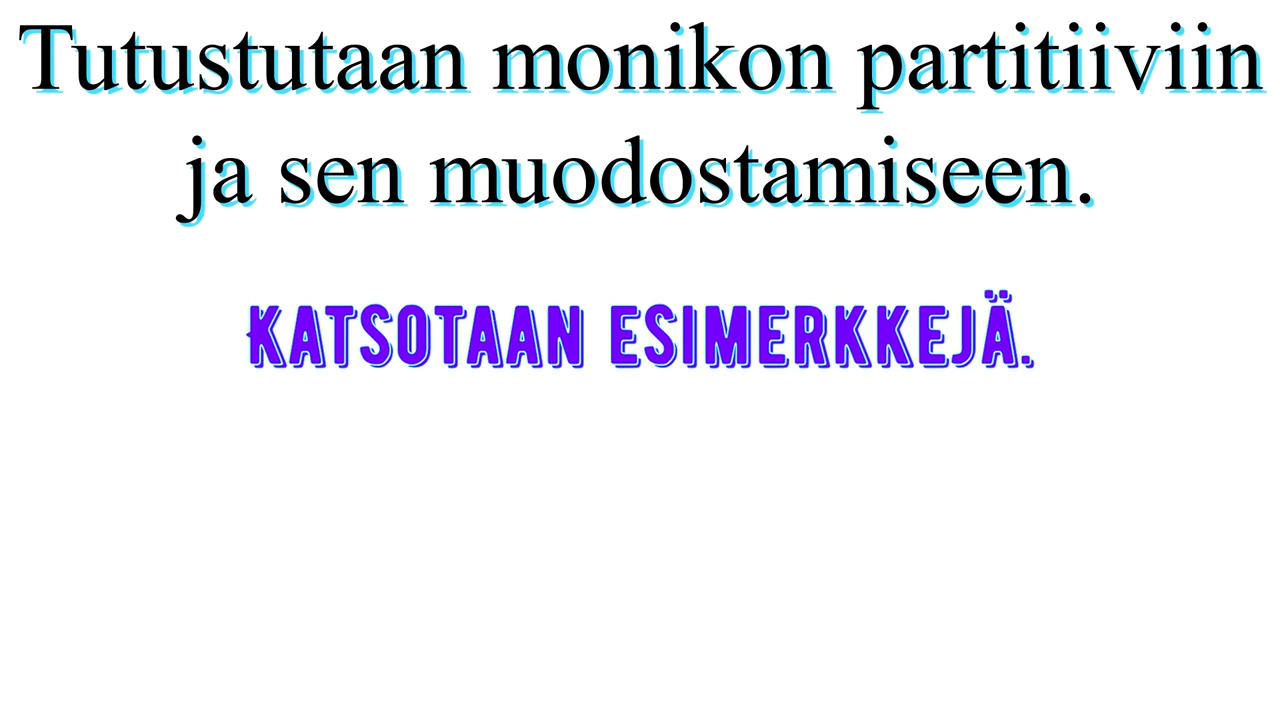 Tutustutaan monikon partitiiviin
ja sen muodostamiseen.
KATSOTAAN ESIMERKKEJÄ.